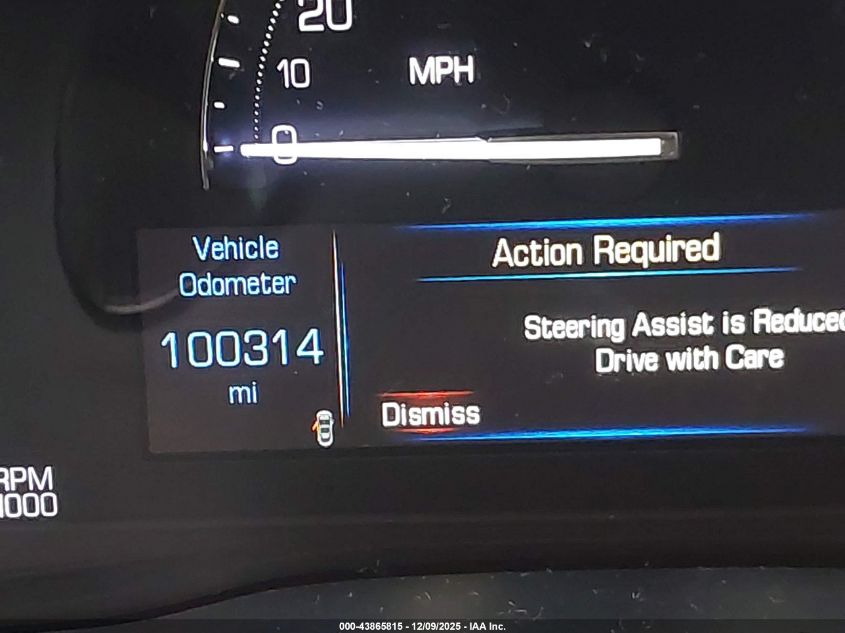 20
10
MPH
0
Vehicle
Odometer
100314
mi
Action Required
Steering Assist is Reduced
Drive with Care
Dismiss
RPM
1000
000-43865815 - 12/09/2025 - IAA Inc.